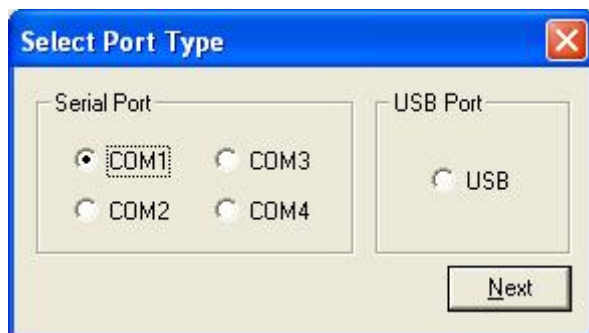 Select Port Type
Serial Port
COM1
COM3
COM2
COM4
USB Port
USB
Next